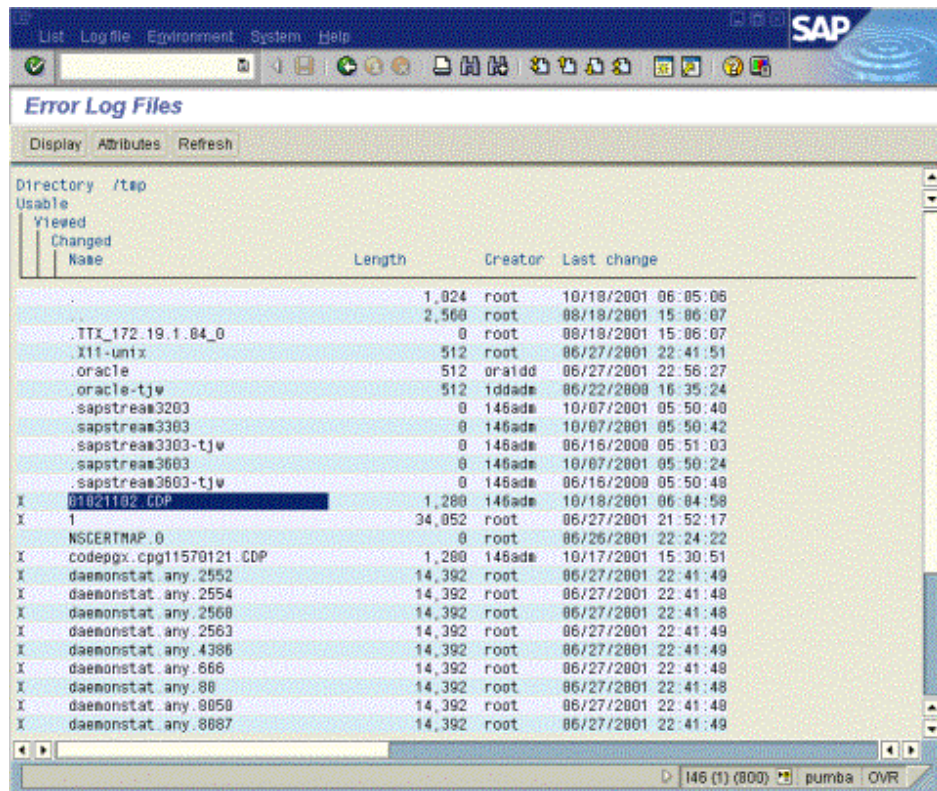 List Logfile Environment System Help
SAP
Error Log Files
Display Attributes Refresh
Directory /tmp
Usable
Viewed
Changed
Name Length Creator Last change
. 1,024 root 10/18/2001 06:05:06
.. 2,560 root 08/18/2001 15:06:07
.TTX_172.19.1.84_0 0 root 08/18/2001 15:06:07
.X11-unix 512 root 06/27/2001 22:41:51
.oracle 512 oraidd 06/27/2001 22:56:27
.oracle-tjw 512 iddadm 06/22/2000 16:35:24
.sapstream3203 0 i46adm 10/07/2001 05:50:40
.sapstream3303 0 i46adm 10/07/2001 05:50:42
.sapstream3303-tjw 0 i46adm 06/16/2000 05:51:03
.sapstream3603 0 i46adm 10/07/2001 05:50:24
.sapstream3603-tjw 0 i46adm 06/16/2000 05:50:48
X 01021102.CDP 1,280 i46adm 10/18/2001 06:04:58
X 1 34,052 root 06/27/2001 21:52:17
NSCERTMAP.0 0 root 06/26/2001 22:24:22
X codepgx.cpg11570121.CDP 1,280 i46adm 10/17/2001 15:30:51
X daemonstat.any.2552 14,392 root 06/27/2001 22:41:49
X daemonstat.any.2554 14,392 root 06/27/2001 22:41:48
X daemonstat.any.2560 14,392 root 06/27/2001 22:41:48
X daemonstat.any.2563 14,392 root 06/27/2001 22:41:49
X daemonstat.any.4386 14,392 root 06/27/2001 22:41:49
X daemonstat.any.666 14,392 root 06/27/2001 22:41:48
X daemonstat.any.80 14,392 root 06/27/2001 22:41:48
X daemonstat.any.8050 14,392 root 06/27/2001 22:41:48
X daemonstat.any.8087 14,392 root 06/27/2001 22:41:49
I46 (1) (800) pumba OVR